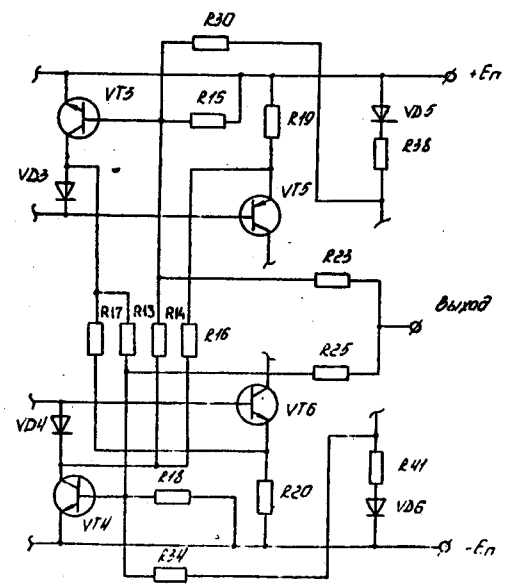 R30
+Eп
VT3
R15
R19
VD5
R38
VD3
VT5
R23
Выход
R17 R13 R14 R16
R25
VT6
VD4
R18
R41
R20
VD6
VT4
R34
-Eп